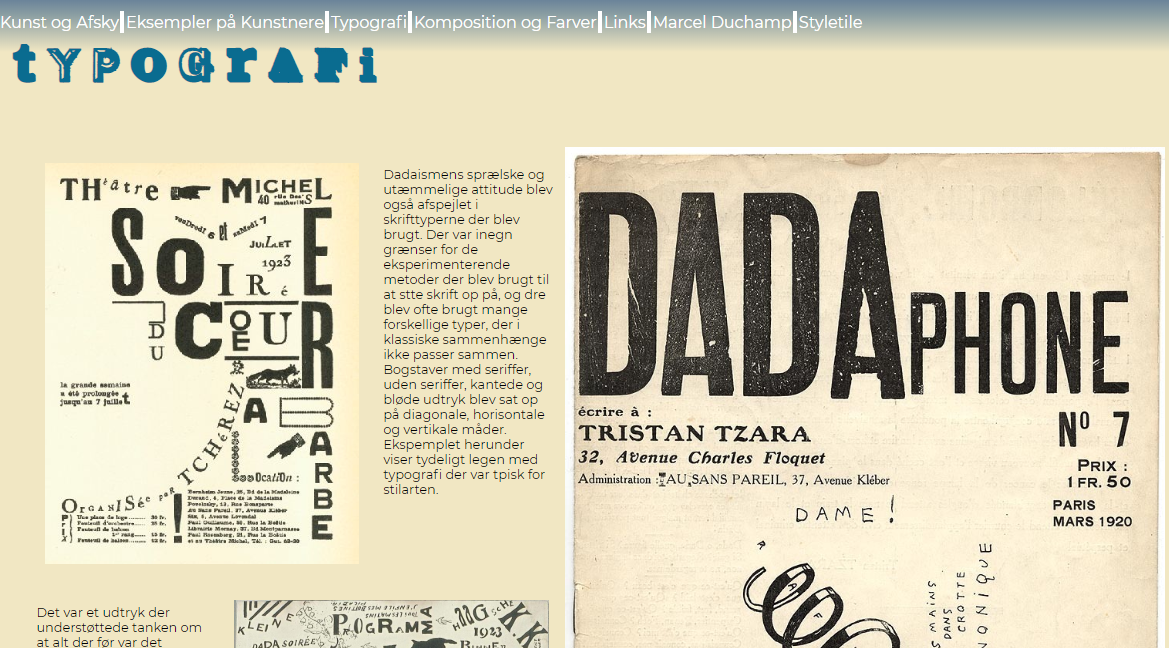 Kunst og Afsky Eksempler på Kunstnere Typografi Komposition og Farver Links Marcel Duchamp Styletile
tYPOGrAFi
THéâtre MICHEL
40 rue des mathurins
vendredi 6 et samedi 7
JUILLET
1923
SOIRÉE
DU CŒUR
la grande semaine
a été prolongée
jusqu'au 7 juillet
A BARBE
TCHÉREZ
Location :
ORGANISée PAR
PRIX
Dadaismens sprælske og
utæmmelige attitude blev
også afspejlet i
skrifttyperne der blev
brugt. Der var inegn
grænser for de
eksperimenterende
metoder der blev brugt til
at stte skrift op på, og dre
blev ofte brugt mange
forskellige typer, der i
klassiske sammenhænge
ikke passer sammen.
Bogstaver med seriffer,
uden seriffer, kantede og
bløde udtryk blev sat op
på diagonale, horisontale
og vertikale måder.
Ekspemplet herunder
viser tydeligt legen med
typografi der var tpisk for
stilarten.
DADAPHONE
écrire à :
TRISTAN TZARA
32, Avenue Charles Floquet
Administration : AU SANS PAREIL, 37, Avenue Kléber
Nº 7
PRIX :
1 FR. 50
PARIS
MARS 1920
DAME!
MAINS
DANS
CROTTE
Det var et udtryk der
understøttede tanken om
at alt der før var det
KLEINE
DADA SOIRÉE
PROGRAMM
HAAG
1923
K.K.